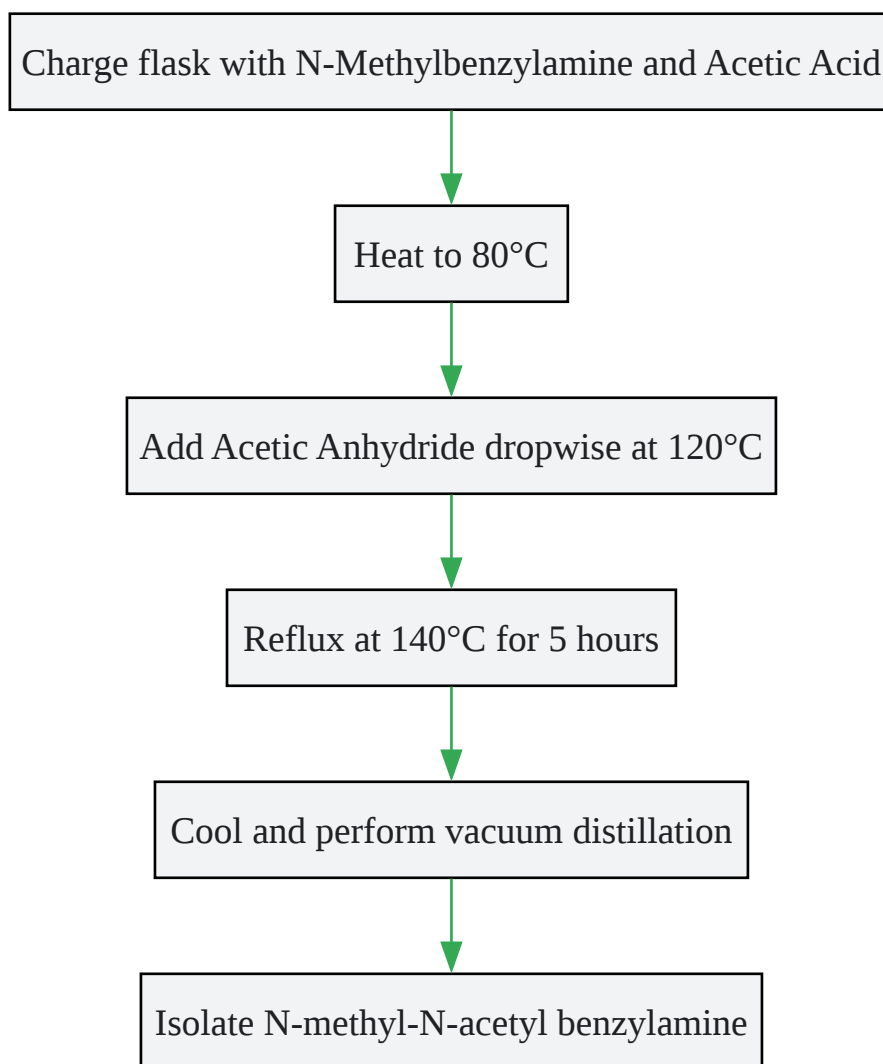 Charge flask with N-Methylbenzylamine and Acetic Acid
Heat to 80°C
Add Acetic Anhydride dropwise at 120°C
Reflux at 140°C for 5 hours
Cool and perform vacuum distillation
Isolate N-methyl-N-acetyl benzylamine